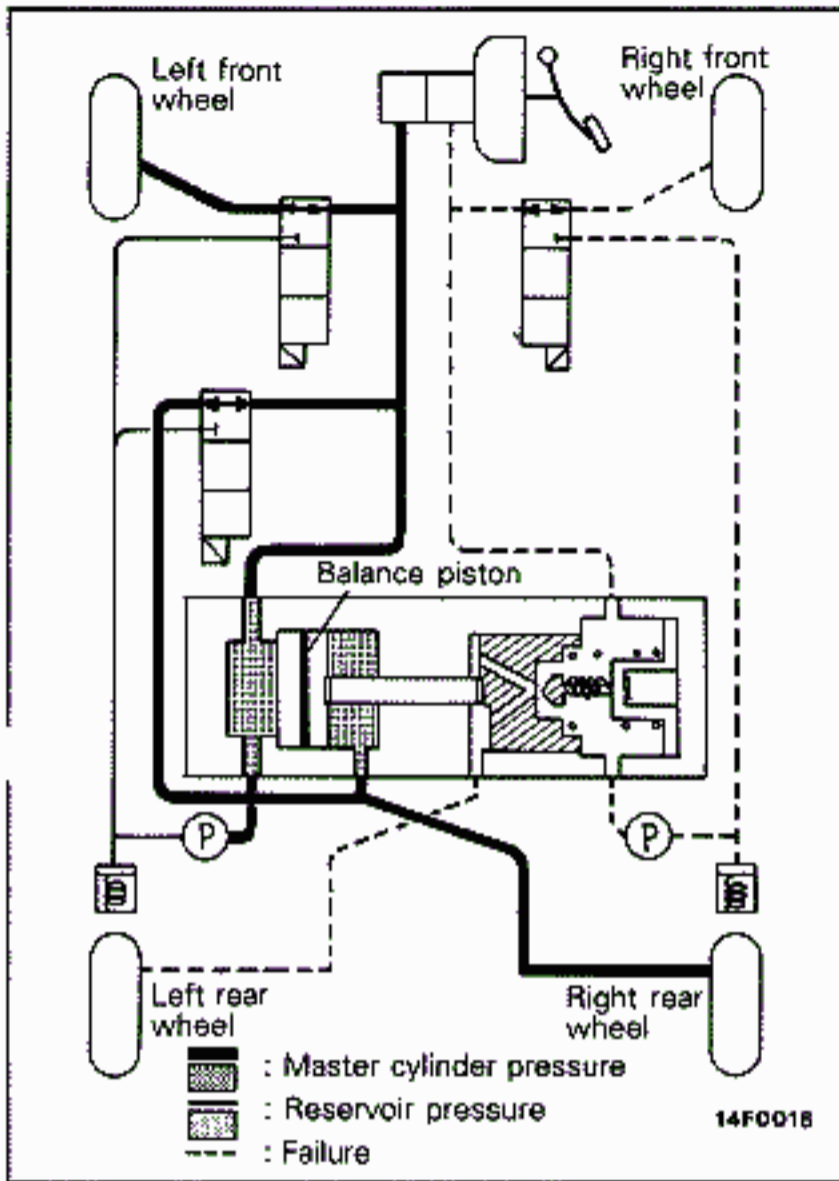 Left front
wheel
Right front
wheel
Balance piston
P
P
Left rear
wheel
Right rear
wheel
: Master cylinder pressure
: Reservoir pressure
: Failure
14F0018